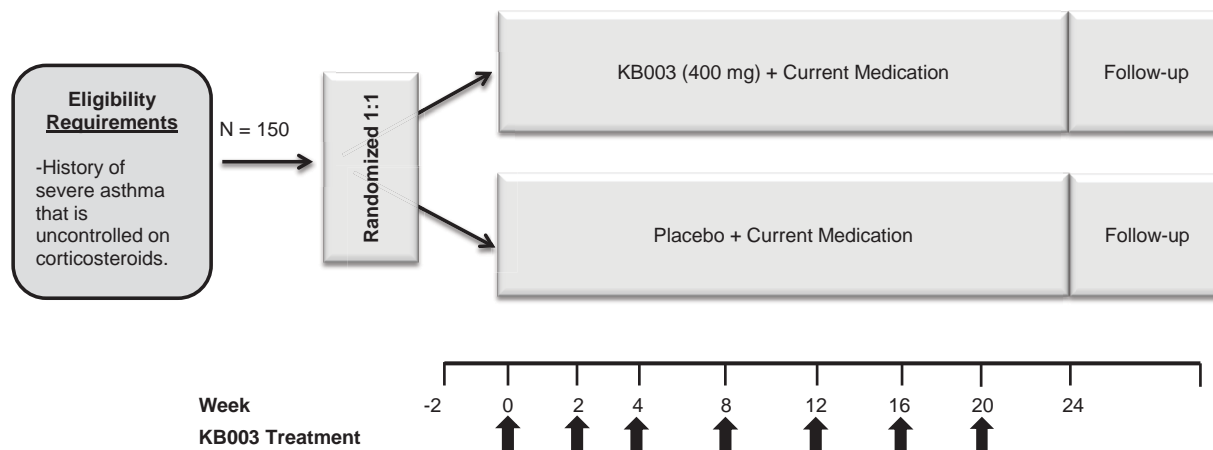 Eligibility
Requirements
-History of
severe asthma
that is
uncontrolled on
corticosteroids.
N = 150
Randomized 1:1
KB003 (400 mg) + Current Medication
Follow-up
Placebo + Current Medication
Follow-up
Week -2 0 2 4 8 12 16 20 24
KB003 Treatment